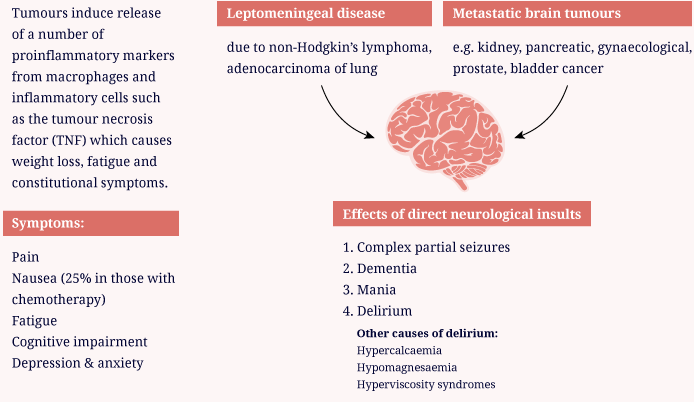 Tumours induce release
of a number of
proinflammatory markers
from macrophages and
inflammatory cells such
as the tumour necrosis
factor (TNF) which causes
weight loss, fatigue and
constitutional symptoms.
Symptoms:
Pain
Nausea (25% in those with
chemotherapy)
Fatigue
Cognitive impairment
Depression & anxiety
Leptomeningeal disease
due to non-Hodgkin's lymphoma,
adenocarcinoma of lung
Metastatic brain tumours
e.g. kidney, pancreatic, gynaecological,
prostate, bladder cancer
Effects of direct neurological insults
1. Complex partial seizures
2. Dementia
3. Mania
4. Delirium
Other causes of delirium:
Hypercalcaemia
Hypomagnesaemia
Hyperviscosity syndromes